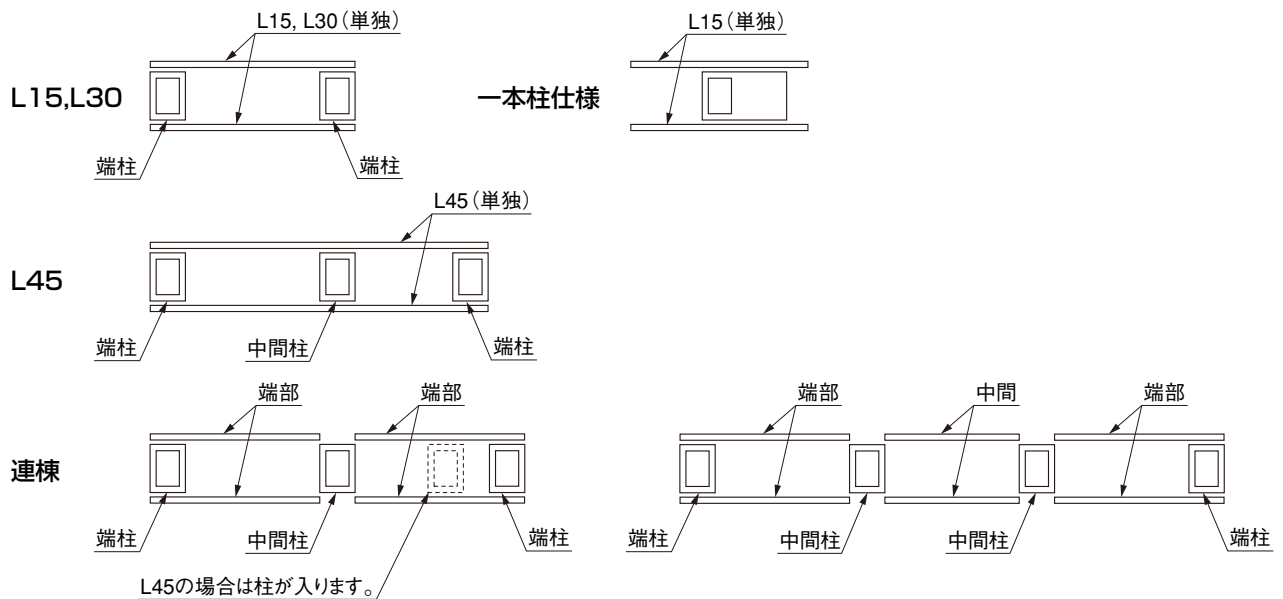 L15, L30（単独）
L15（単独）
L15,L30
一本柱仕様
端柱
端柱
L45（単独）
L45
端柱
中間柱
端柱
端部
端部
端部
中間
端部
連棟
端柱
中間柱
端柱
端柱
中間柱
中間柱
端柱
L45の場合は柱が入ります。